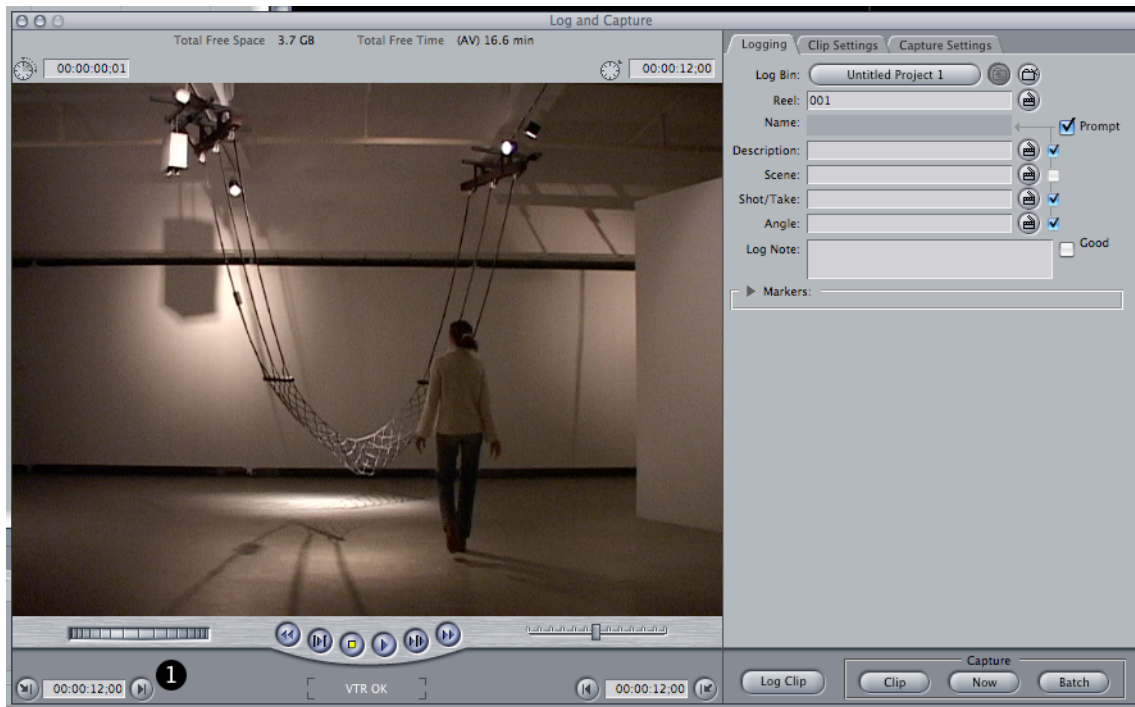 Log and Capture
Total Free Space 3.7 GB Total Free Time (AV) 16.6 min
00:00:00;01
00:00:12;00
Logging Clip Settings Capture Settings
Log Bin: Untitled Project 1
Reel: 001
Name:
Prompt
Description:
Scene:
Shot/Take:
Angle:
Log Note:
Good
Markers:
00:00:12;00
1
VTR OK
00:00:12;00
Log Clip
Capture
Clip Now Batch